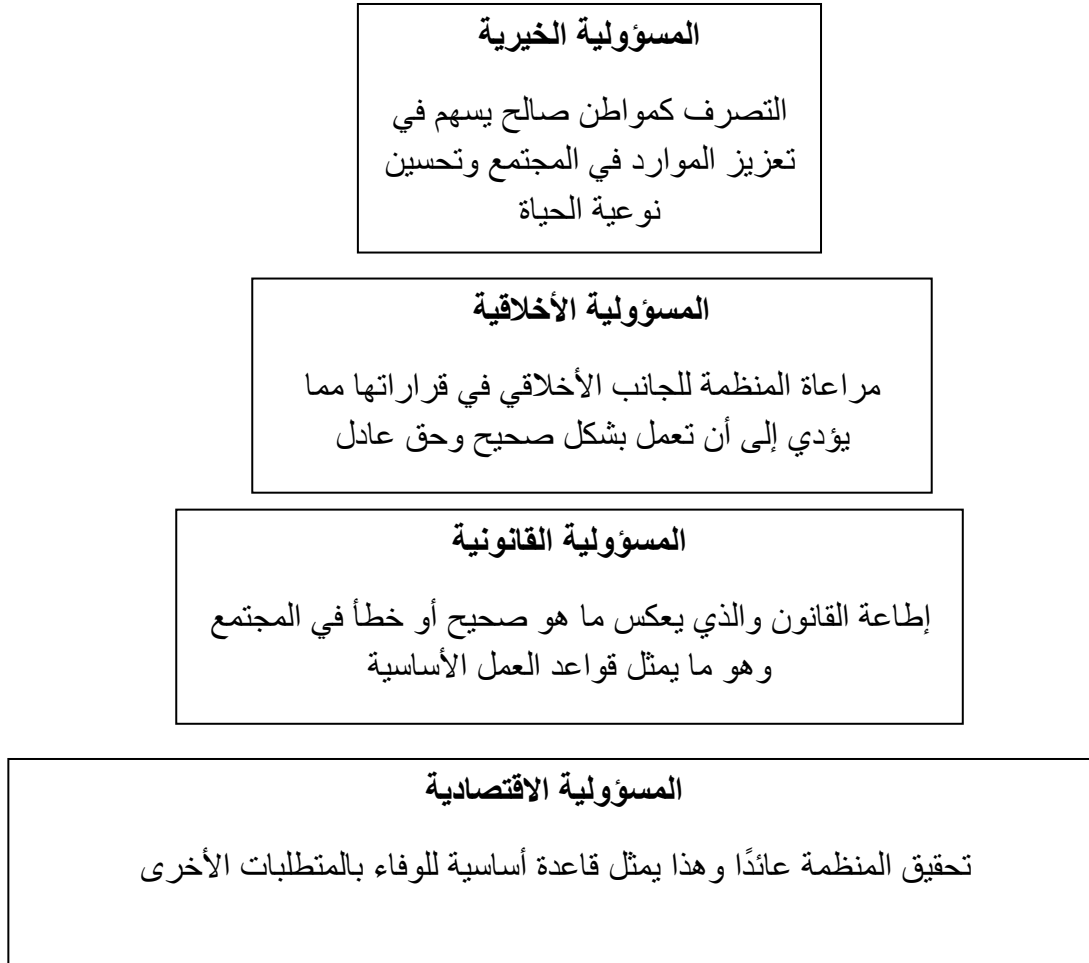 المسؤولية الخيرية
التصرف كمواطن صالح يسهم في
تعزيز الموارد في المجتمع وتحسين
نوعية الحياة
المسؤولية الأخلاقية
مراعاة المنظمة للجانب الأخلاقي في قراراتها مما
يؤدي إلى أن تعمل بشكل صحيح وحق عادل
المسؤولية القانونية
إطاعة القانون والذي يعكس ما هو صحيح أو خطأ في المجتمع
وهو ما يمثل قواعد العمل الأساسية
المسؤولية الاقتصادية
تحقيق المنظمة عائدًا وهذا يمثل قاعدة أساسية للوفاء بالمتطلبات الأخرى